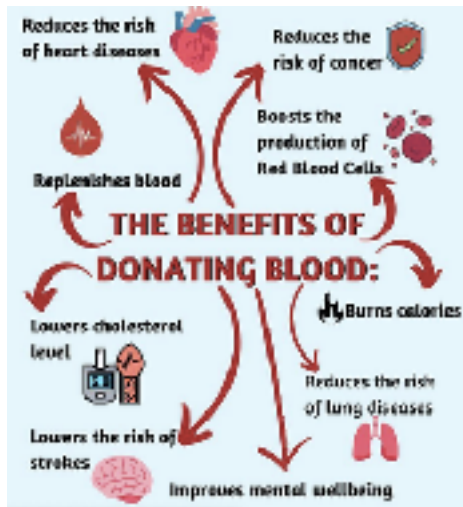 Reduces the risk
of heart diseases
Reduces the
risk of cancer
Boosts the
production of
Red Blood Cells
Replenishes blood
THE BENEFITS OF
DONATING BLOOD:
Burns calories
Lowers cholesterol
level
Reduces the risk
of lung diseases
Lowers the risk of
strokes
Improves mental wellbeing